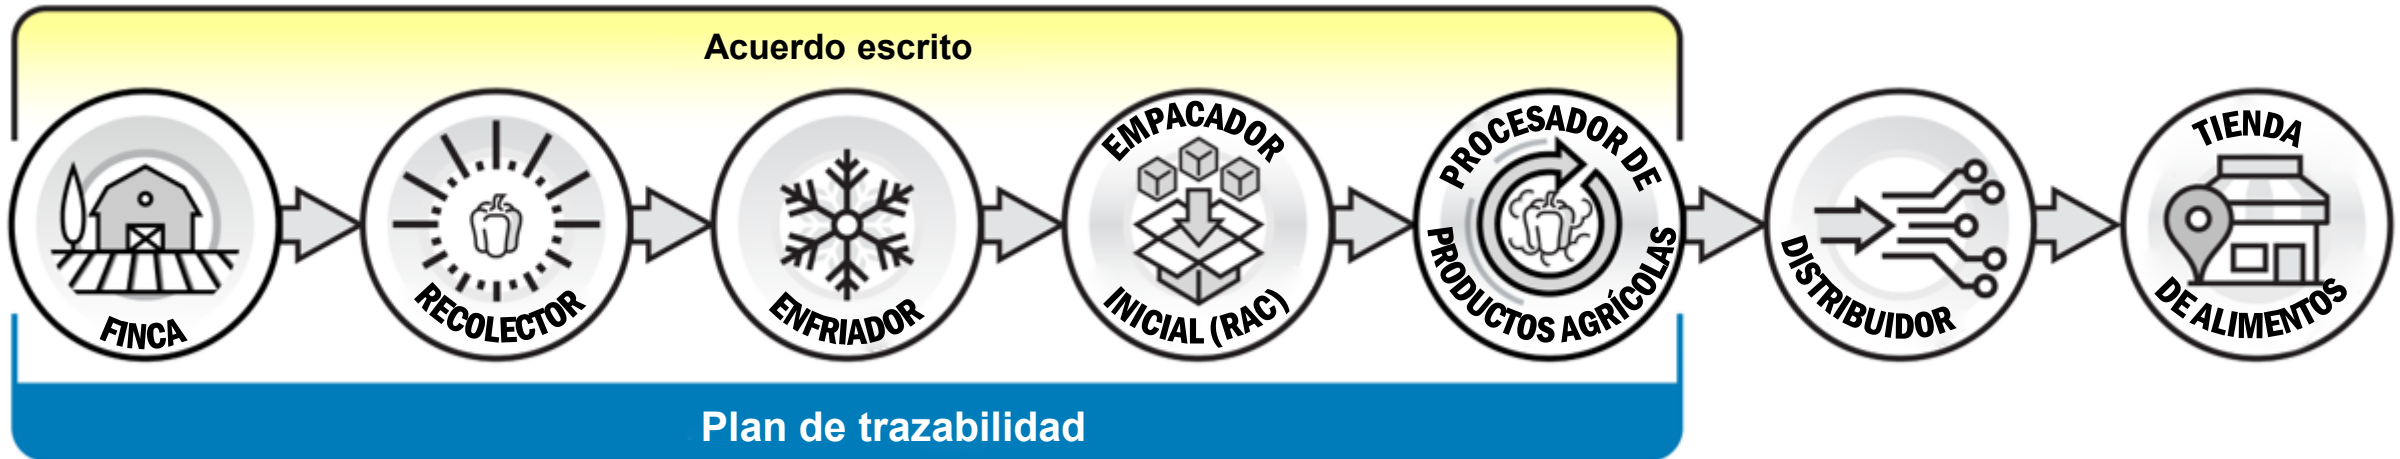 Acuerdo escrito
FINCA
RECOLECTOR
ENFRIADOR
EMPACADOR
INICIAL (RAC)
PROCESADOR DE
PRODUCTOS AGRÍCOLAS
DISTRIBUIDOR
TIENDA
DE ALIMENTOS
Plan de trazabilidad